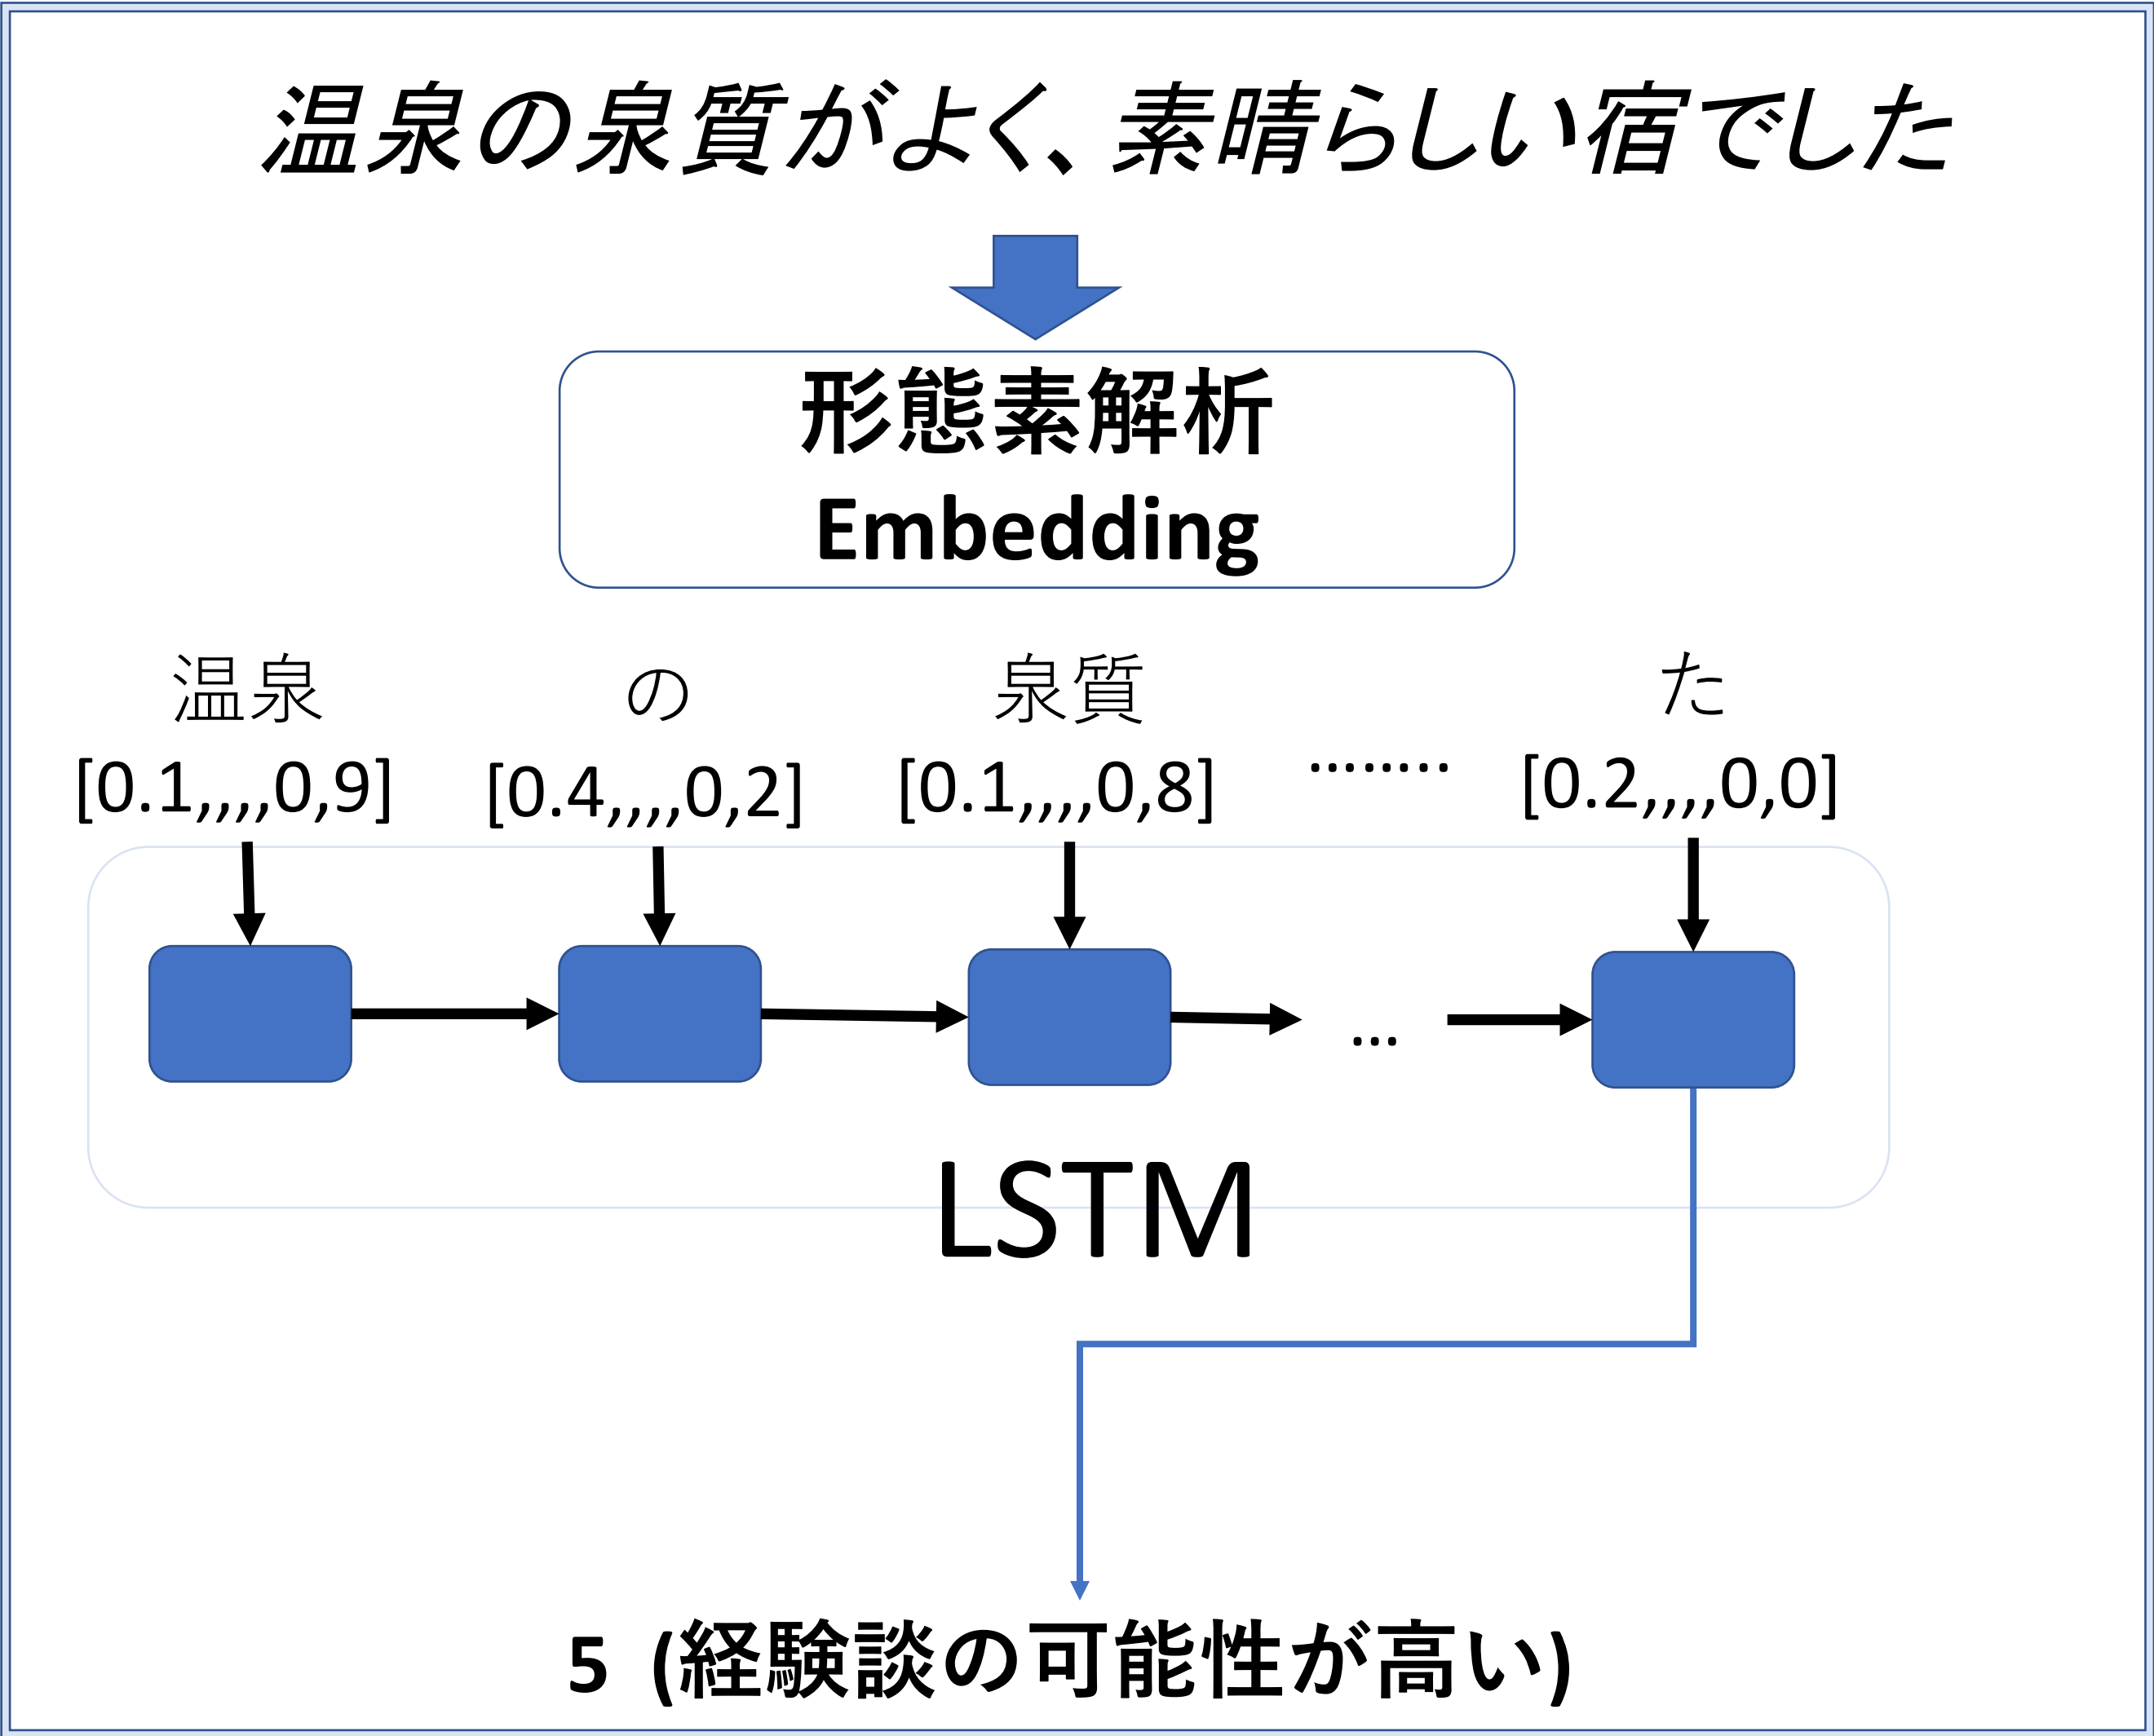 温泉の泉質がよく、素晴らしい宿でした
形態素解析
Embedding
温泉 の 泉質 た
[0.1,,,,0,9] [0.4,,,,0,2] [0.1,,,,0,8] ........ [0.2,,,,0,0]
...
LSTM
5 (経験談の可能性が高い)